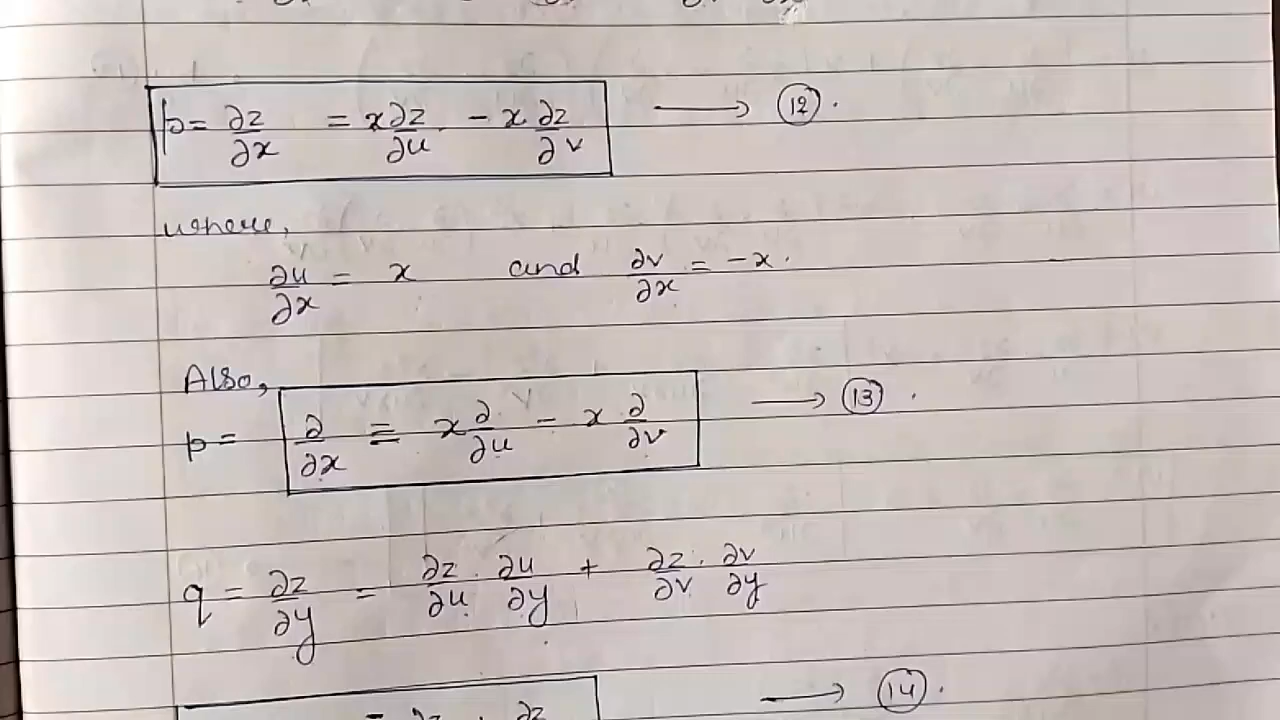 p = ∂z/∂x = x ∂z/∂u - x ∂z/∂v ⟶ (12).
where,
∂u/∂x = x and ∂v/∂x = -x.
Also,
p = ∂/∂x ≡ x ∂/∂u - x ∂/∂v ⟶ (13).
q = ∂z/∂y = ∂z/∂u · ∂u/∂y + ∂z/∂v · ∂v/∂y
⟶ (14).